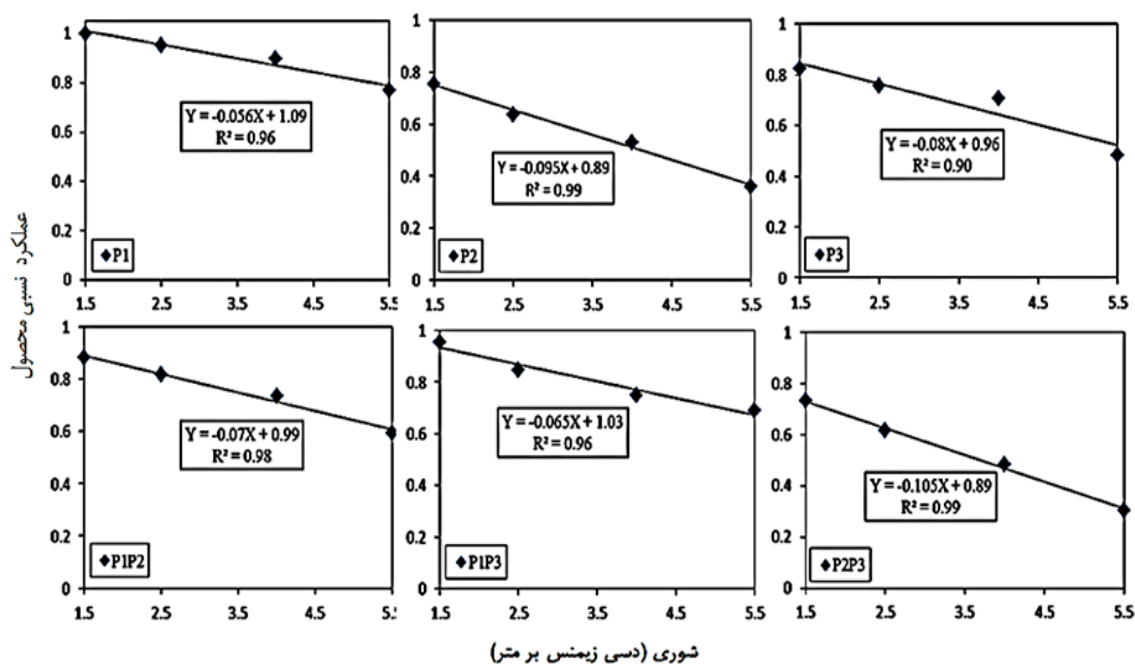 عملکرد نسبی محصول
1
0.8
0.6
0.4
0.2
0
Y = -0.056X + 1.09
R² = 0.96
P1
1.5 2.5 3.5 4.5 5.5
1
0.8
0.6
0.4
0.2
0
Y = -0.095X + 0.89
R² = 0.99
P2
1.5 2.5 3.5 4.5 5.5
1
0.8
0.6
0.4
0.2
0
Y = -0.08X + 0.96
R² = 0.90
P3
1.5 2.5 3.5 4.5 5.5
1
0.8
0.6
0.4
0.2
0
Y = -0.07X + 0.99
R² = 0.98
P1P2
1.5 2.5 3.5 4.5 5.5
1
0.8
0.6
0.4
0.2
0
Y = -0.065X + 1.03
R² = 0.96
P1P3
1.5 2.5 3.5 4.5 5.5
1
0.8
0.6
0.4
0.2
0
Y = -0.105X + 0.89
R² = 0.99
P2P3
1.5 2.5 3.5 4.5 5.5
شوری (دسی زیمنس بر متر)